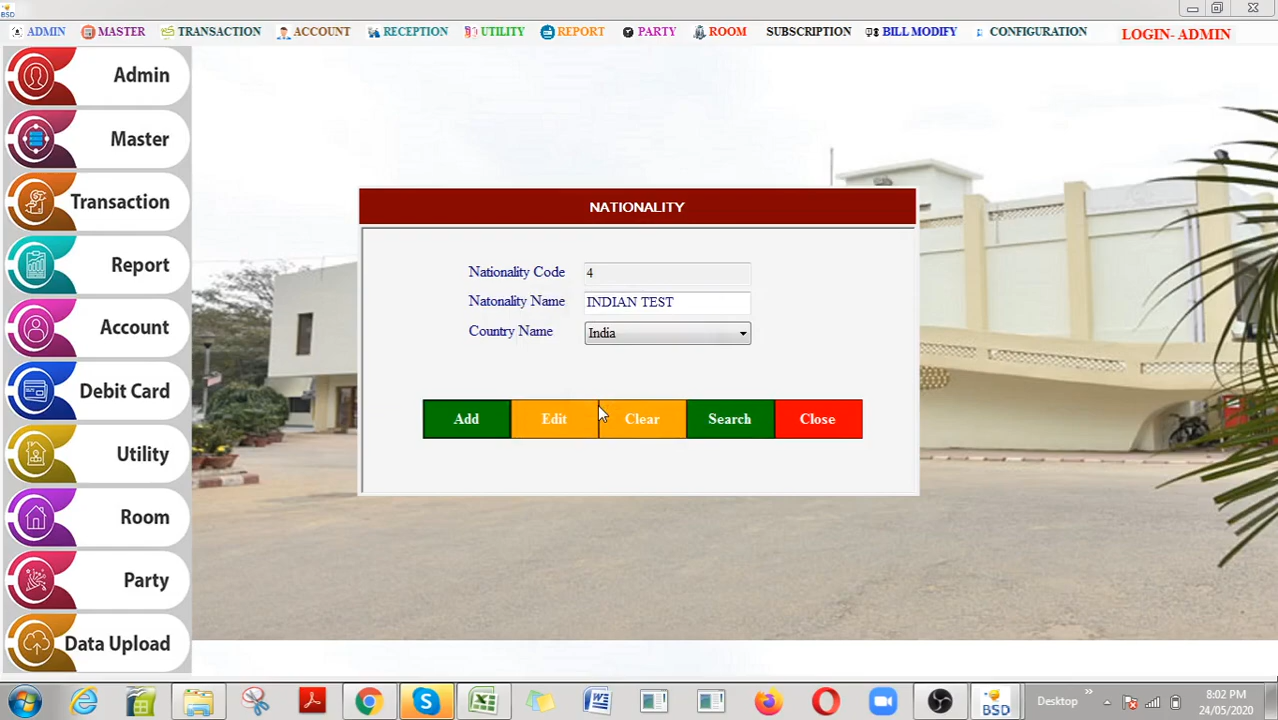 BSD
ADMIN MASTER TRANSACTION ACCOUNT RECEPTION UTILITY REPORT PARTY ROOM SUBSCRIPTION BILL MODIFY CONFIGURATION LOGIN- ADMIN
Admin
Master
Transaction
Report
Account
Debit Card
Utility
Room
Party
Data Upload
NATIONALITY
Nationality Code 4
Natonality Name INDIAN TEST
Country Name India
Add Edit Clear Search Close
BSD Desktop 8:02 PM
24/05/2020